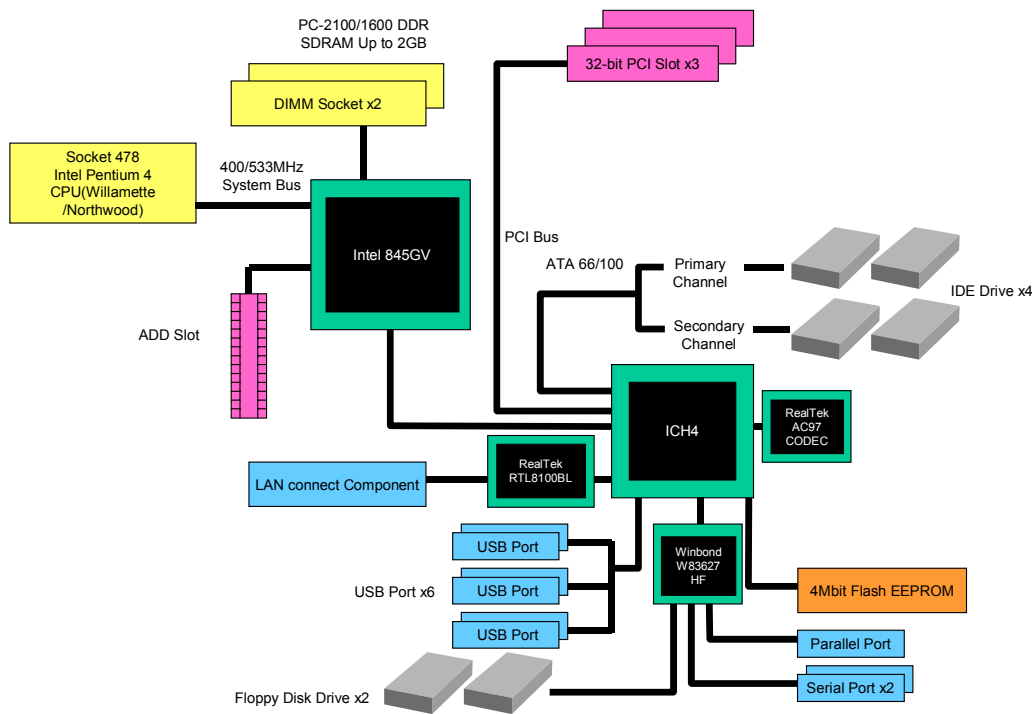 PC-2100/1600 DDR
SDRAM Up to 2GB
32-bit PCI Slot x3
DIMM Socket x2
Socket 478
Intel Pentium 4
CPU(Willamette
/Northwood)
400/533MHz
System Bus
Intel 845GV
PCI Bus
ATA 66/100
Primary
Channel
IDE Drive x4
Secondary
Channel
ADD Slot
ICH4
RealTek
AC97
CODEC
RealTek
RTL8100BL
LAN connect Component
USB Port
USB Port x6
USB Port
USB Port
Winbond
W83627
HF
4Mbit Flash EEPROM
Parallel Port
Serial Port x2
Floppy Disk Drive x2